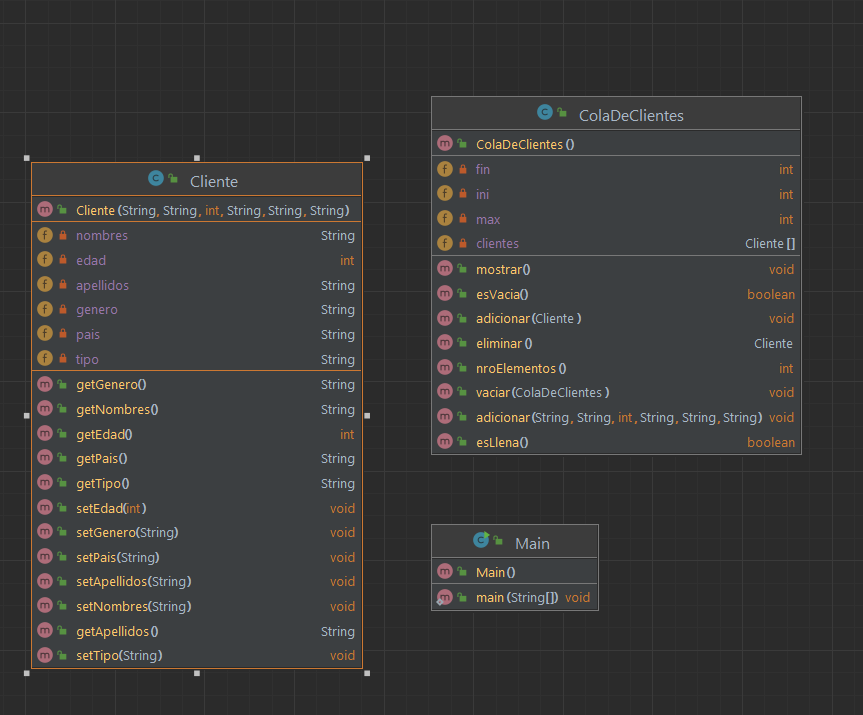 Cliente
Cliente(String, String, int, String, String, String)
nombres String
edad int
apellidos String
genero String
pais String
tipo String
getGenero() String
getNombres() String
getEdad() int
getPais() String
getTipo() String
setEdad(int) void
setGenero(String) void
setPais(String) void
setApellidos(String) void
setNombres(String) void
getApellidos() String
setTipo(String) void
ColaDeClientes
ColaDeClientes()
fin int
ini int
max int
clientes Cliente[]
mostrar() void
esVacia() boolean
adicionar(Cliente) void
eliminar() Cliente
nroElementos() int
vaciar(ColaDeClientes) void
adicionar(String, String, int, String, String, String) void
esLlena() boolean
Main
Main()
main(String[]) void